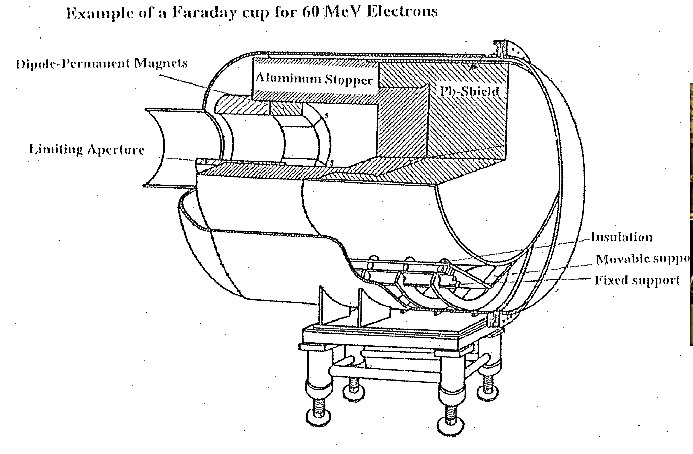 Example of a Faraday cup for 60 MeV Electrons
Dipole-Permanent Magnets
Aluminum Stopper
Pb-Shield
Limiting Aperture
Insulation
Movable suppo
Fixed support